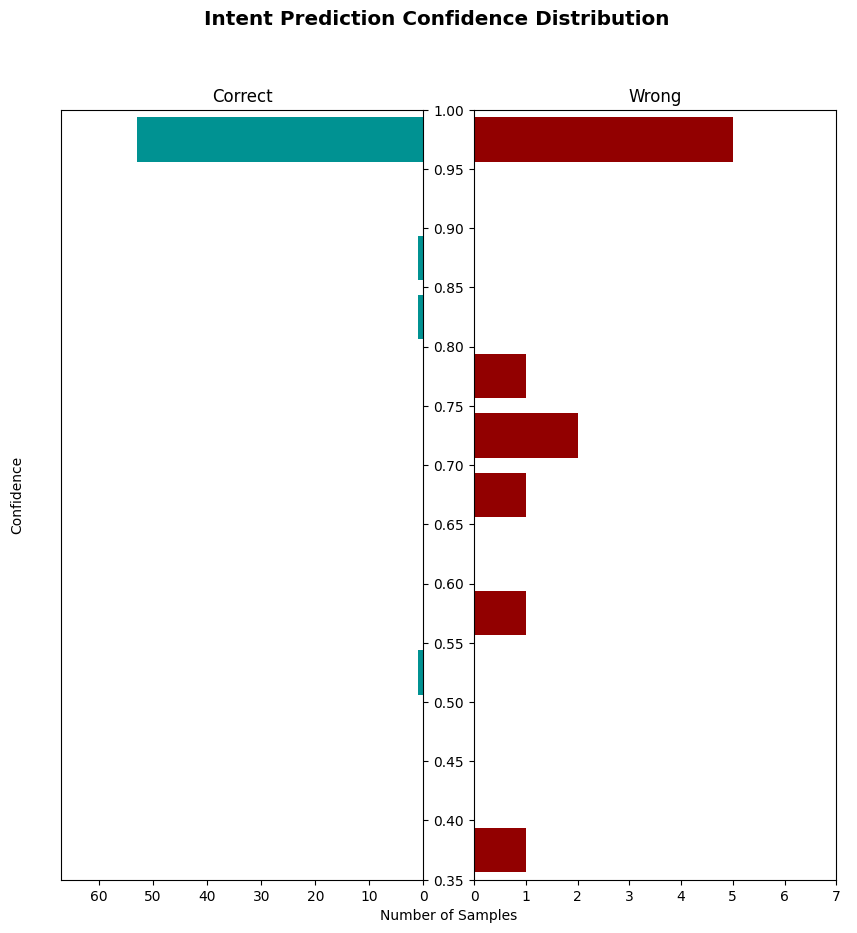 Intent Prediction Confidence Distribution
Correct
Wrong
Confidence
1.00
0.95
0.90
0.85
0.80
0.75
0.70
0.65
0.60
0.55
0.50
0.45
0.40
0.35
60 50 40 30 20 10 0
0 1 2 3 4 5 6 7
Number of Samples